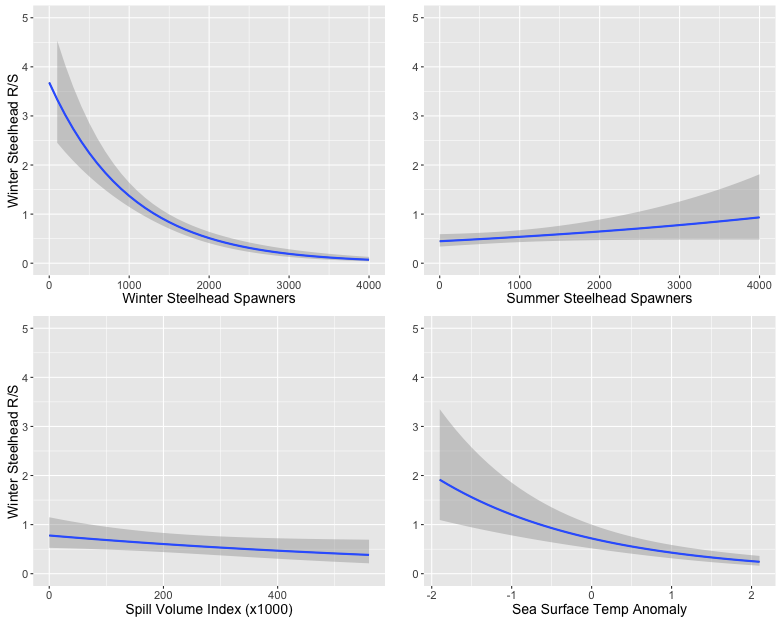 5
4
3
2
1
0
Winter Steelhead R/S
0 1000 2000 3000 4000
Winter Steelhead Spawners
5
4
3
2
1
0
0 1000 2000 3000 4000
Summer Steelhead Spawners
5
4
3
2
1
0
Winter Steelhead R/S
0 200 400
Spill Volume Index (x1000)
5
4
3
2
1
0
-2 -1 0 1 2
Sea Surface Temp Anomaly